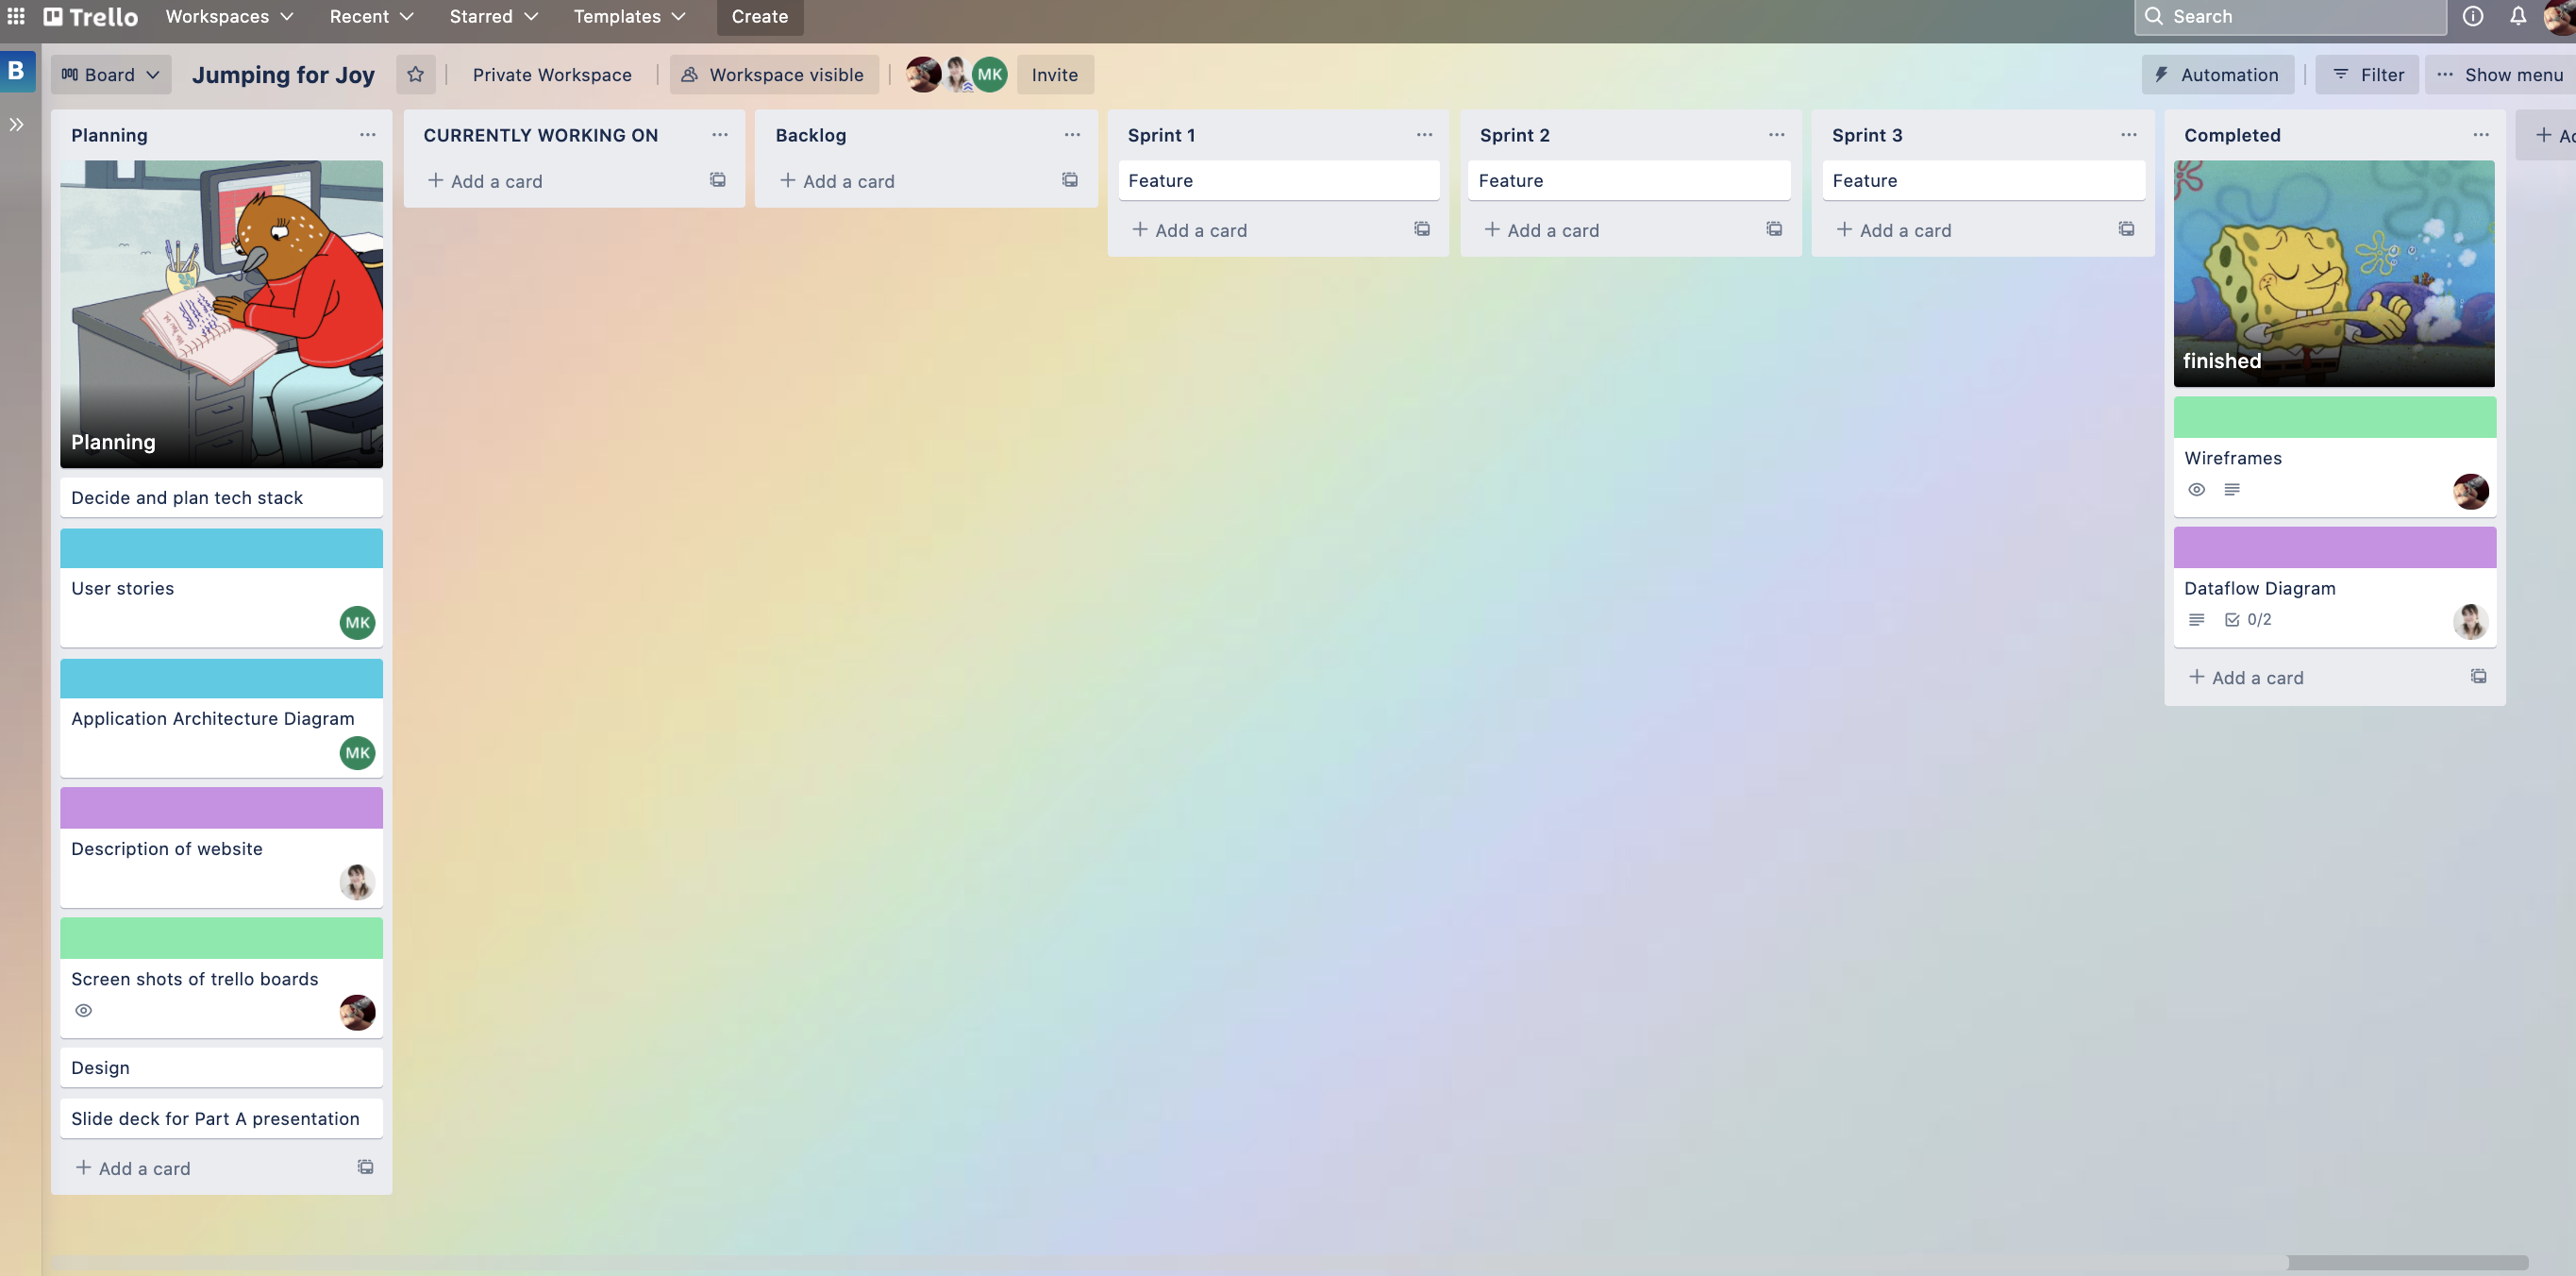 Trello Workspaces Recent Starred Templates Create Search
B Board Jumping for Joy Private Workspace Workspace visible MK Invite Automation Filter Show menu
Planning
Planning
Decide and plan tech stack
User stories
MK
Application Architecture Diagram
MK
Description of website
Screen shots of trello boards
Design
Slide deck for Part A presentation
Add a card
CURRENTLY WORKING ON
Add a card
Backlog
Add a card
Sprint 1
Feature
Add a card
Sprint 2
Feature
Add a card
Sprint 3
Feature
Add a card
Completed
finished
Wireframes
Dataflow Diagram
0/2
Add a card